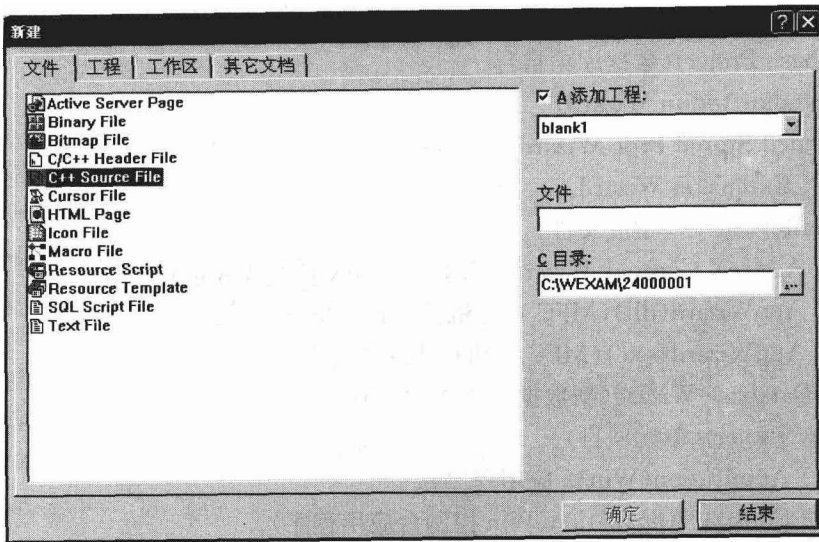 新建
文件 工程 工作区 其它文档
Active Server Page
Binary File
Bitmap File
C/C++ Header File
C++ Source File
Cursor File
HTML Page
Icon File
Macro File
Resource Script
Resource Template
SQL Script File
Text File
A 添加工程:
blank1
文件
C 目录:
C:\WEXAM\24000001
...
确定 结束